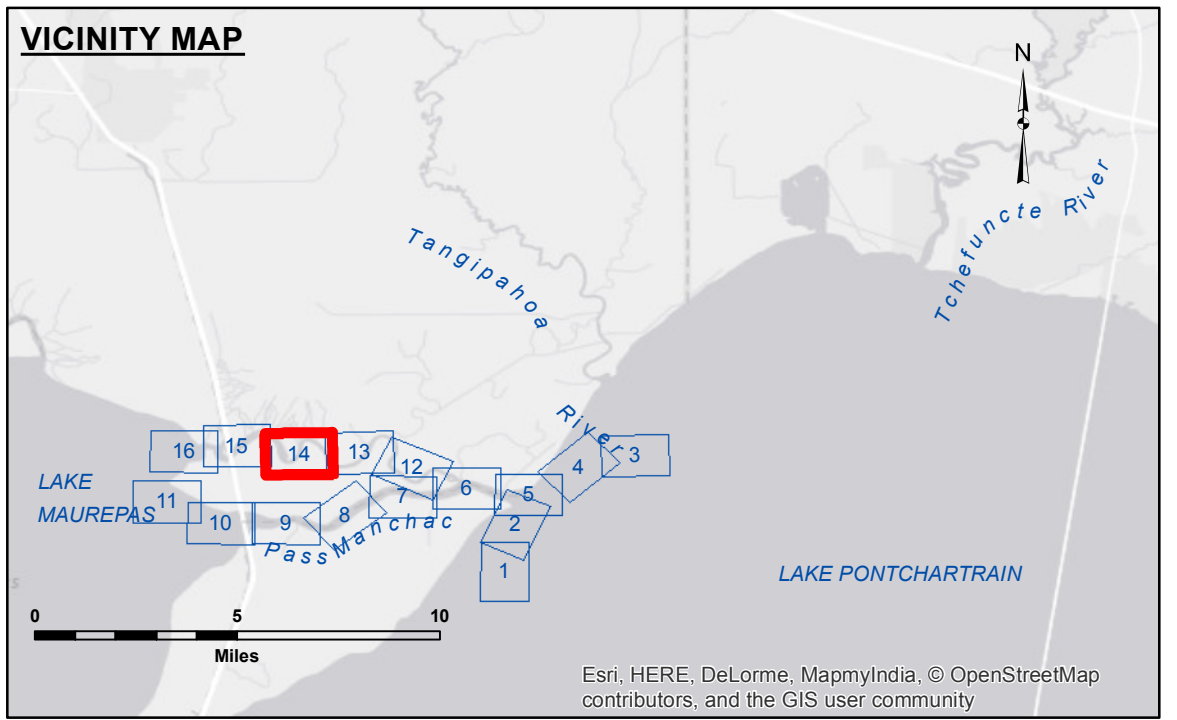 VICINITY MAP
N
Tchefuncte River
Tangipahoa
River
16
15
14
13
12
3
4
LAKE
MAUREPAS
11
10
9
8
7
6
5
2
1
Pass Manchac
LAKE PONTCHARTRAIN
0 5 10
Miles
Esri, HERE, DeLorme, MapmyIndia, © OpenStreetMap
contributors, and the GIS user community